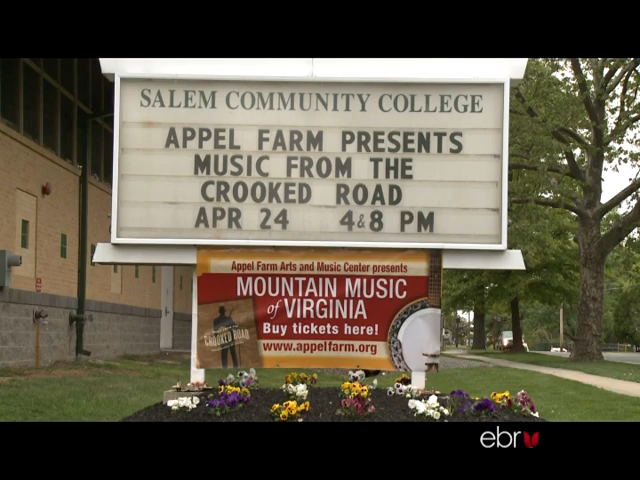 SALEM COMMUNITY COLLEGE
APPEL FARM PRESENTS
MUSIC FROM THE
CROOKED ROAD
APR 24 4&8 PM
Appel Farm Arts and Music Center presents
MOUNTAIN MUSIC
of VIRGINIA
Buy tickets here!
CROOKED ROAD
www.appelfarm.org
ebr